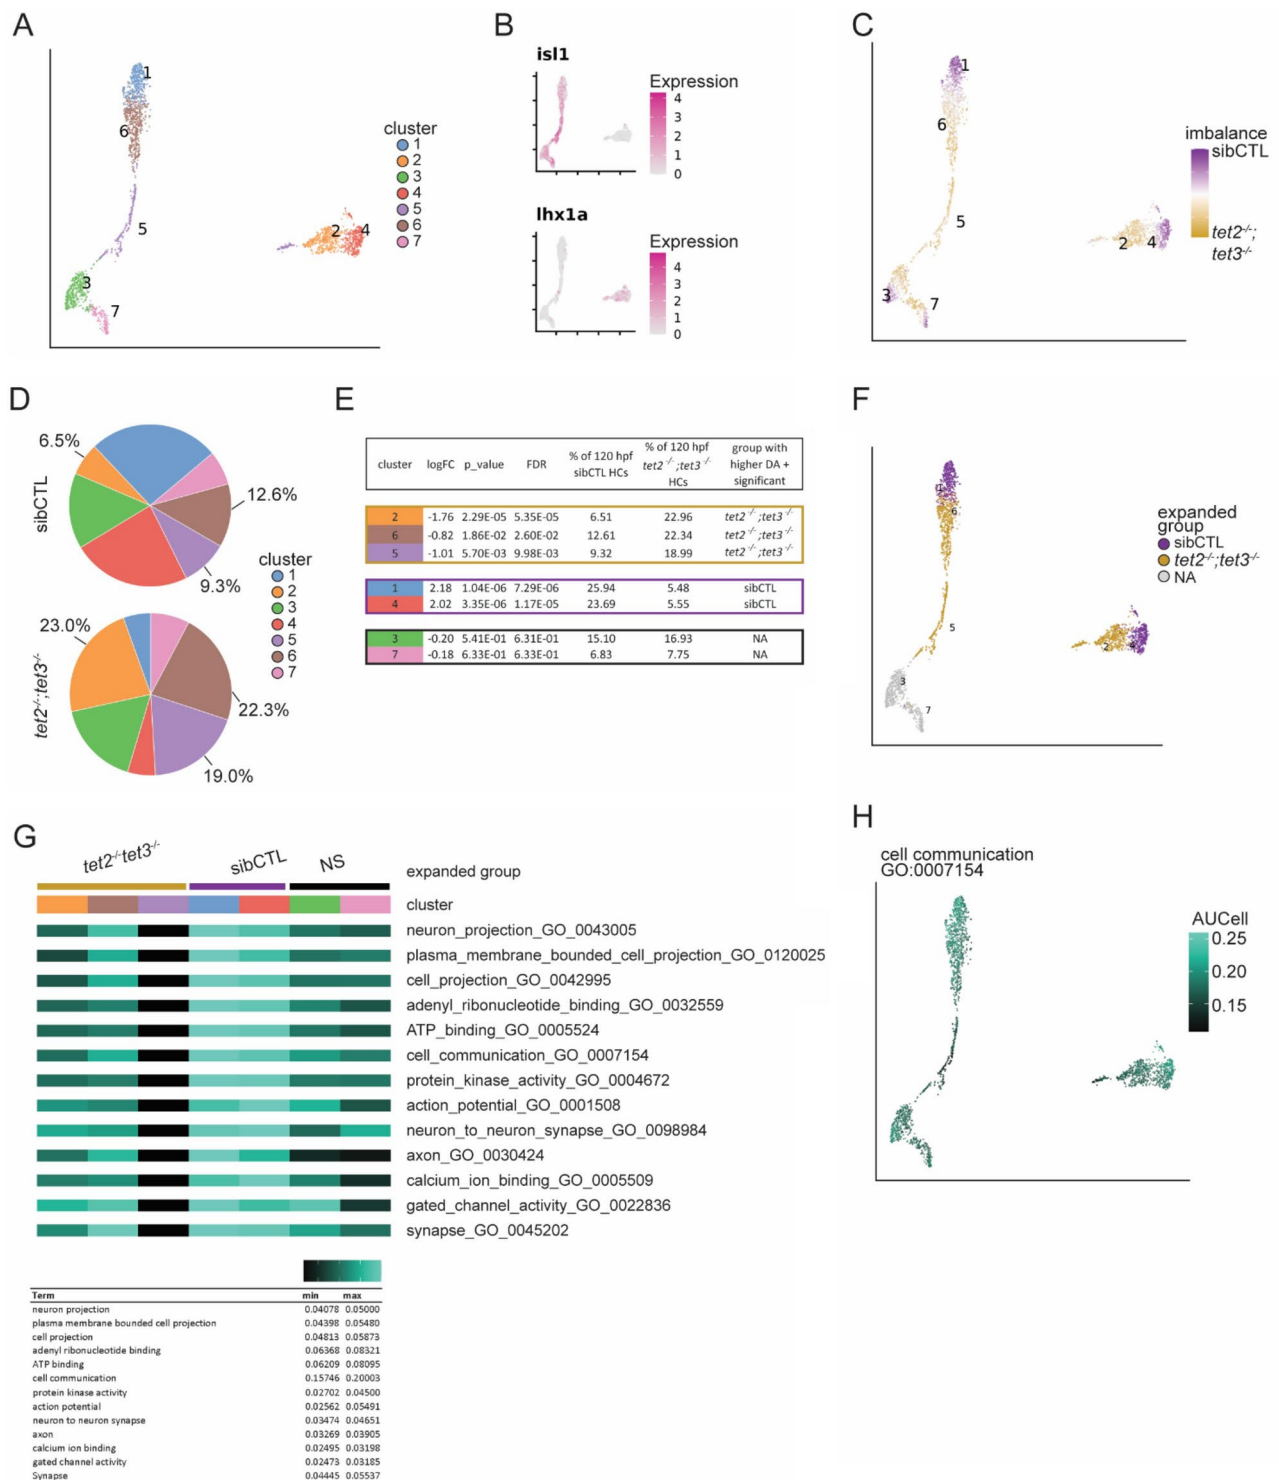 A
1
6
5
2
4
3
7
cluster
1
2
3
4
5
6
7
B
isl1
Expression
4
3
2
1
0
lhx1a
Expression
4
3
2
1
0
C
1
6
5
2
4
3
7
imbalance
sibCTL
tet2-/-;
tet3-/-
D
sibCTL
6.5%
12.6%
9.3%
cluster
1
2
3
4
5
6
7
tet2-/-;tet3-/-
23.0%
22.3%
19.0%
E
cluster logFC p_value FDR % of 120 hpf sibCTL HCs % of 120 hpf tet2-/-;tet3-/- HCs group with higher DA + significant
2 -1.76 2.29E-05 5.35E-05 6.51 22.96 tet2-/-;tet3-/-
6 -0.82 1.86E-02 2.60E-02 12.61 22.34 tet2-/-;tet3-/-
5 -1.01 5.70E-03 9.98E-03 9.32 18.99 tet2-/-;tet3-/-
1 2.18 1.04E-06 7.29E-06 25.94 5.48 sibCTL
4 2.02 3.35E-06 1.17E-05 23.69 5.55 sibCTL
3 -0.20 5.41E-01 6.31E-01 15.10 16.93 NA
7 -0.18 6.33E-01 6.33E-01 6.83 7.75 NA
F
1
6
5
2
4
3
7
expanded
group
sibCTL
tet2-/-;tet3-/-
NA
G
tet2-/-tet3-/- sibCTL NS
expanded group
cluster
neuron_projection_GO_0043005
plasma_membrane_bounded_cell_projection_GO_0120025
cell_projection_GO_0042995
adenyl_ribonucleotide_binding_GO_0032559
ATP_binding_GO_0005524
cell_communication_GO_0007154
protein_kinase_activity_GO_0004672
action_potential_GO_0001508
neuron_to_neuron_synapse_GO_0098984
axon_GO_0030424
calcium_ion_binding_GO_0005509
gated_channel_activity_GO_0022836
synapse_GO_0045202
Term min max
neuron projection 0.04078 0.05000
plasma membrane bounded cell projection 0.04398 0.05480
cell projection 0.04813 0.05873
adenyl ribonucleotide binding 0.06368 0.08321
ATP binding 0.06209 0.08095
cell communication 0.15746 0.20003
protein kinase activity 0.02702 0.04500
action potential 0.02562 0.05491
neuron to neuron synapse 0.03474 0.04651
axon 0.03269 0.03905
calcium ion binding 0.02495 0.03198
gated channel activity 0.02473 0.03185
Synapse 0.04445 0.05537
H
cell communication
GO:0007154
AUCell
0.25
0.20
0.15